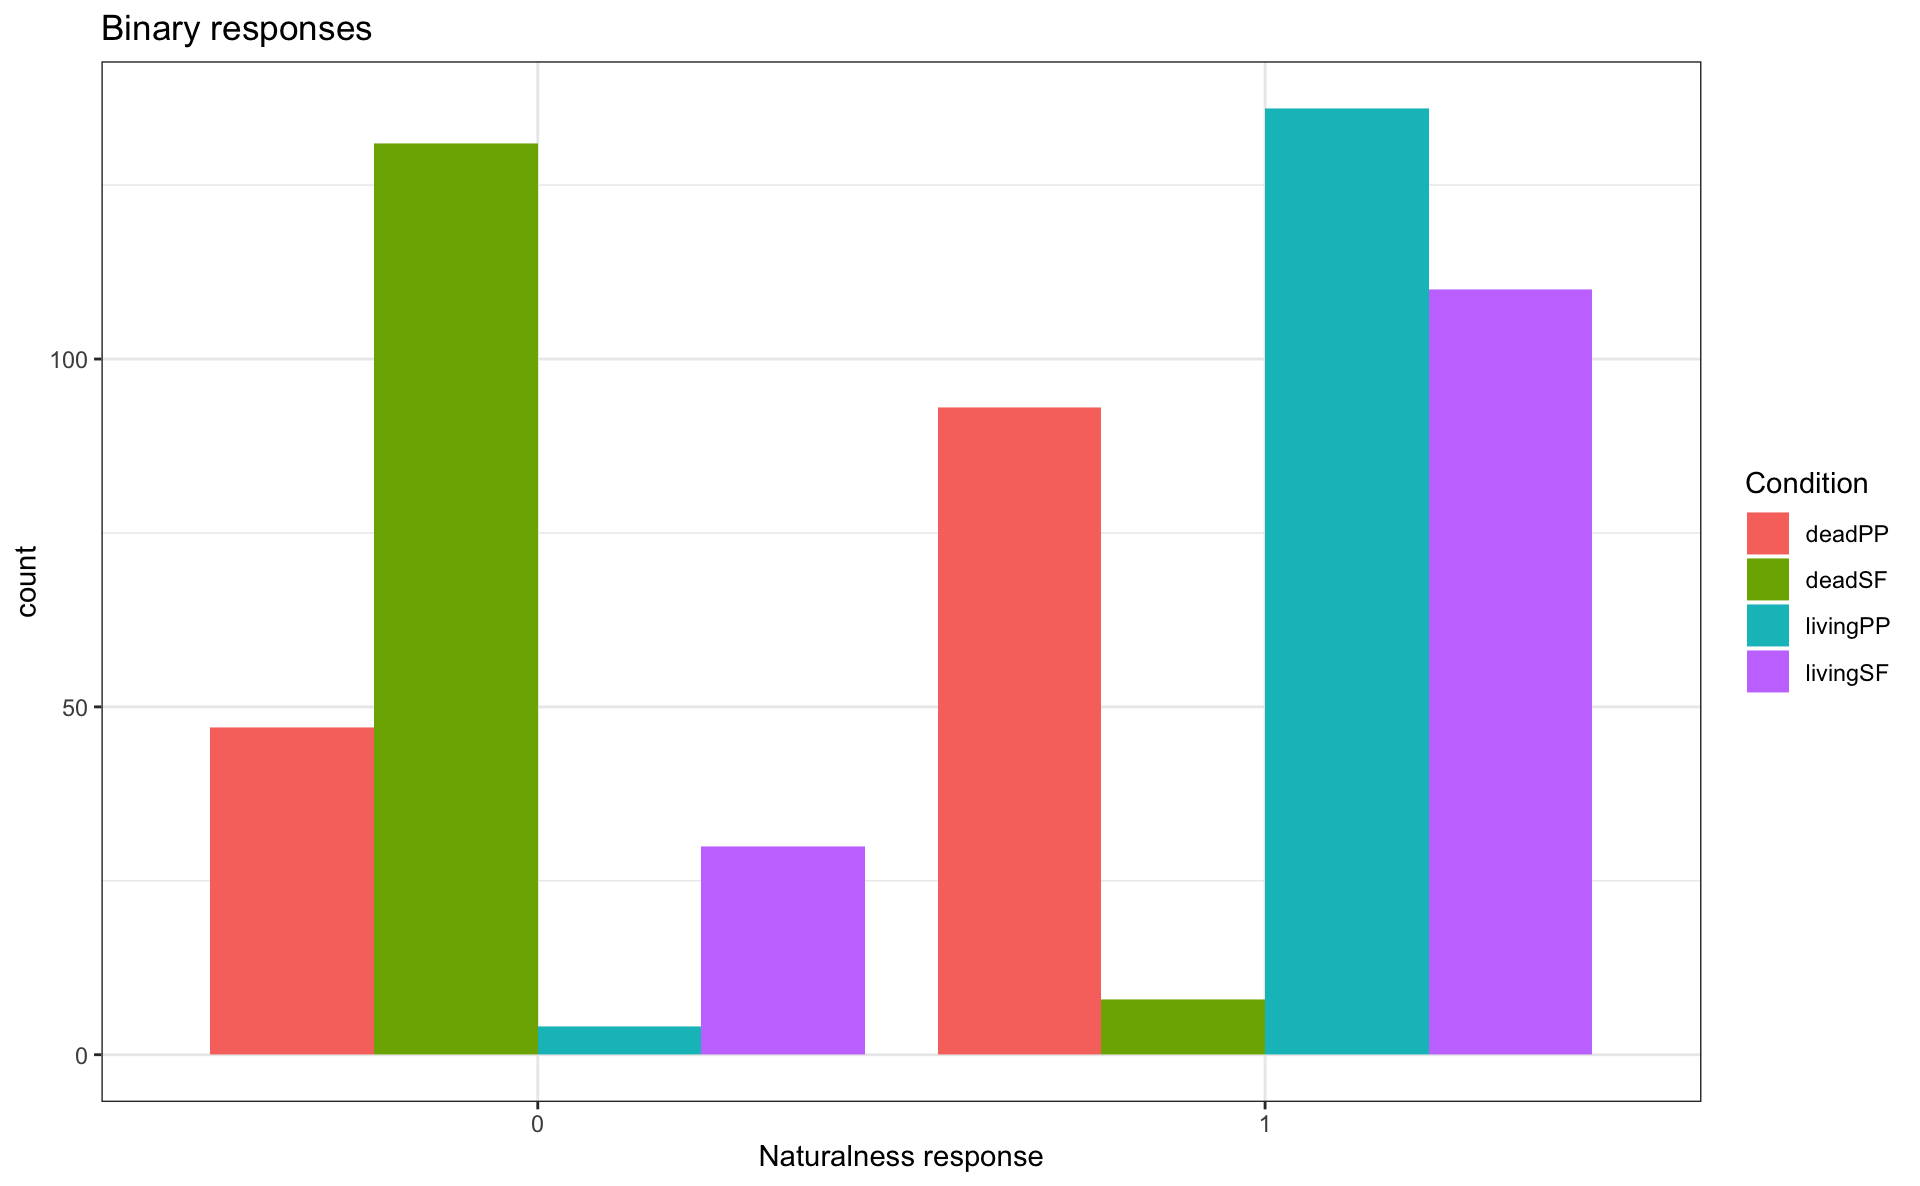 Binary responses
count
100
50
0
0
1
Naturalness response
Condition
deadPP
deadSF
livingPP
livingSF